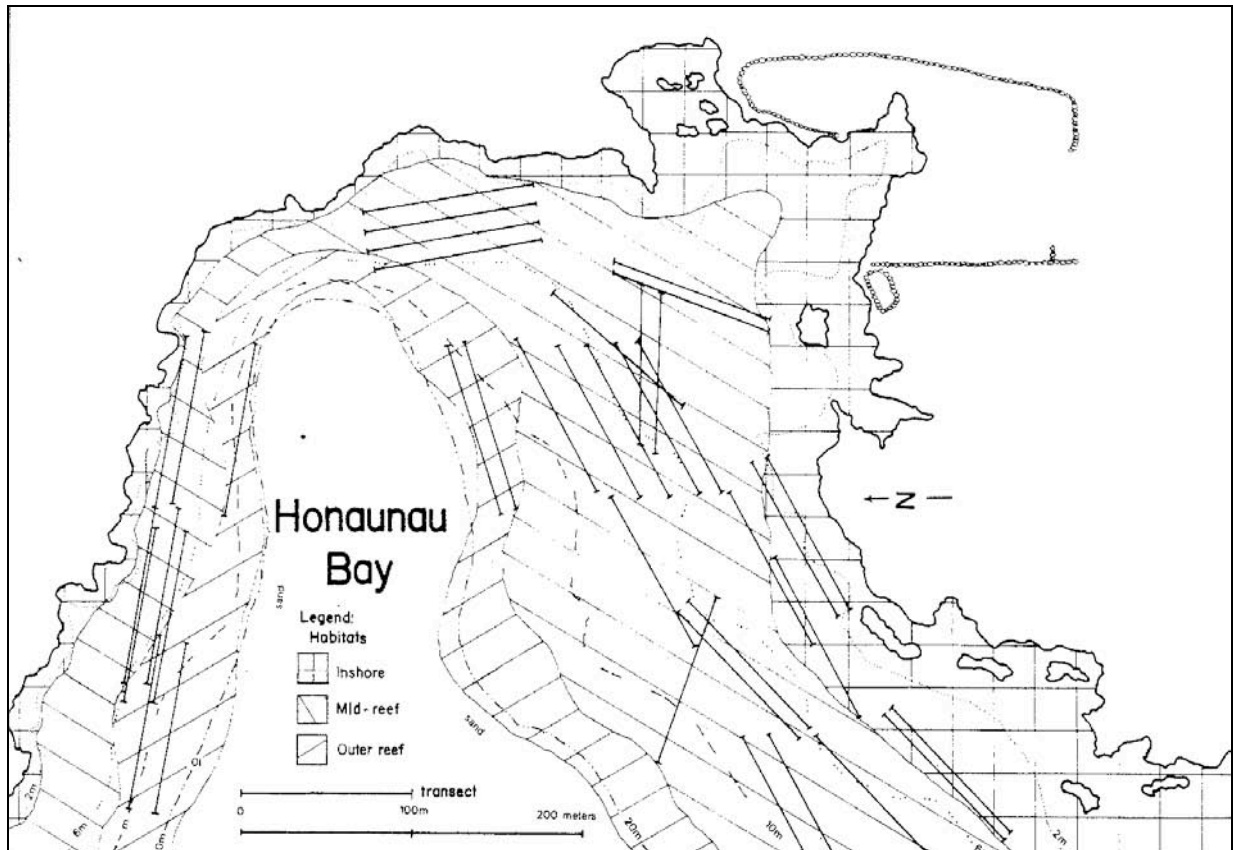 N
Honaunau
Bay
Legend:
Habitats
Inshore
Mid-reef
Outer reef
transect
0 100m
200 meters
sand
sand
2m
6m
10
20m
10m
2m